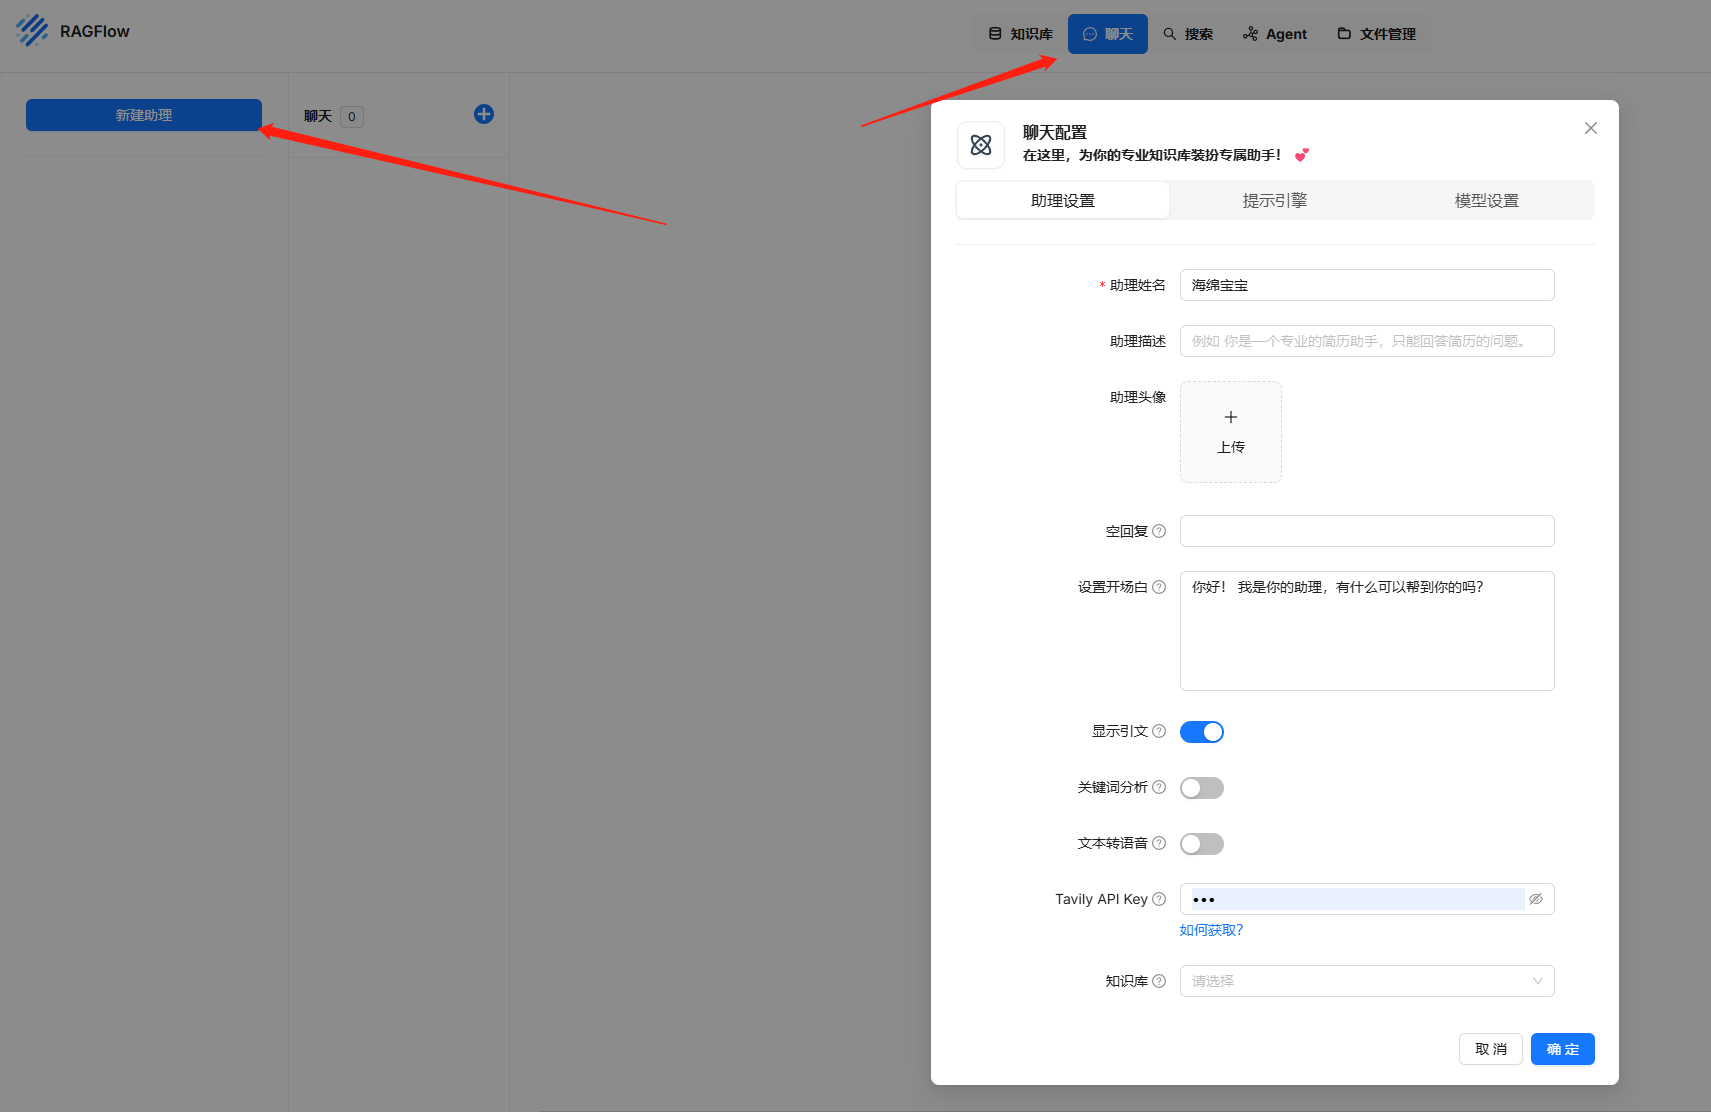 RAGFlow
知识库
聊天
搜索
Agent
文件管理
新建助理
聊天 0
聊天配置
在这里，为你的专业知识库装扮专属助手！ 💕
助理设置
提示引擎
模型设置
* 助理姓名
海绵宝宝
助理描述
例如 你是一个专业的简历助手，只能回答简历的问题。
助理头像
上传
空回复
设置开场白
你好！ 我是你的助理，有什么可以帮到你的吗？
显示引文
关键词分析
文本转语音
Tavily API Key
•••
如何获取？
知识库
请选择
取 消
确 定